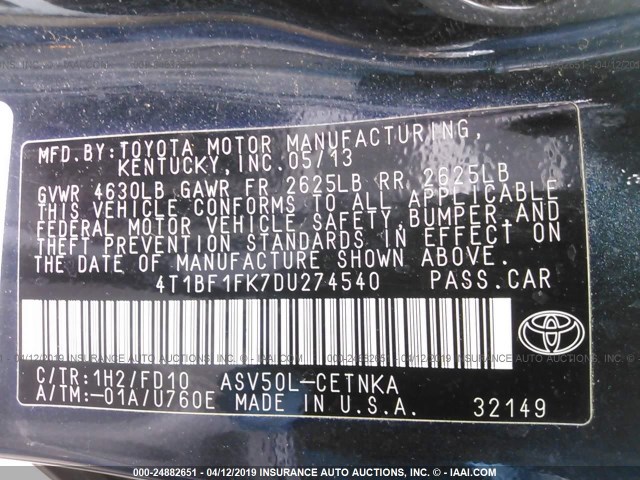 MFD.BY:TOYOTA MOTOR MANUFACTURING,
KENTUCKY,INC.05/13
GVWR 4630LB GAWR FR 2625LB RR 2625LB
THIS VEHICLE CONFORMS TO ALL APPLICABLE
FEDERAL MOTOR VEHICLE SAFETY,BUMPER,AND
THEFT PREVENTION STANDARDS IN EFFECT ON
THE DATE OF MANUFACTURE SHOWN ABOVE.
4T1BF1FK7DU274540 PASS.CAR
C/TR:1H2/FD10 ASV50L-CETNKA
A/TM:-01A/U760E MADE IN U.S.A. 32149
000-24882651 - 04/12/2019 INSURANCE AUTO AUCTIONS - © IAAI.COM